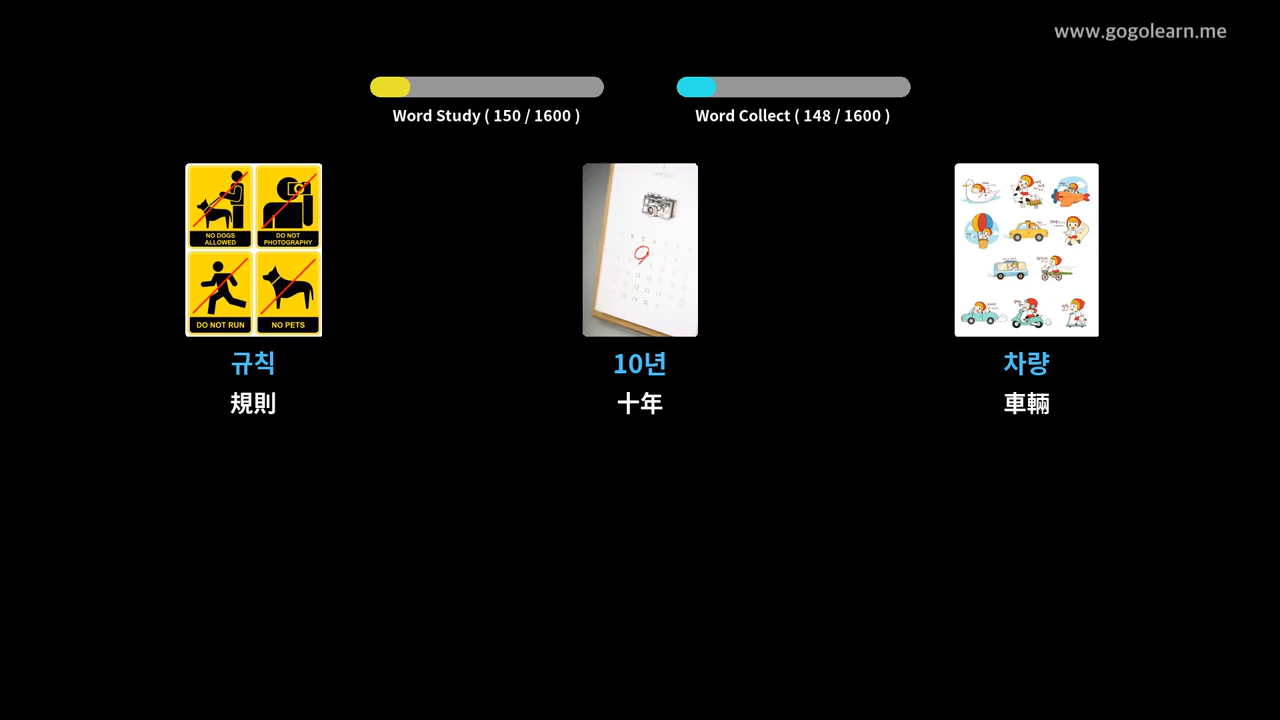 www.gogolearn.me
Word Study ( 150 / 1600 )
Word Collect ( 148 / 1600 )
NO DOGS
ALLOWED
DO NOT
PHOTOGRAPHY
DO NOT RUN
NO PETS
9
규칙
10년
차량
規則
十年
車輛